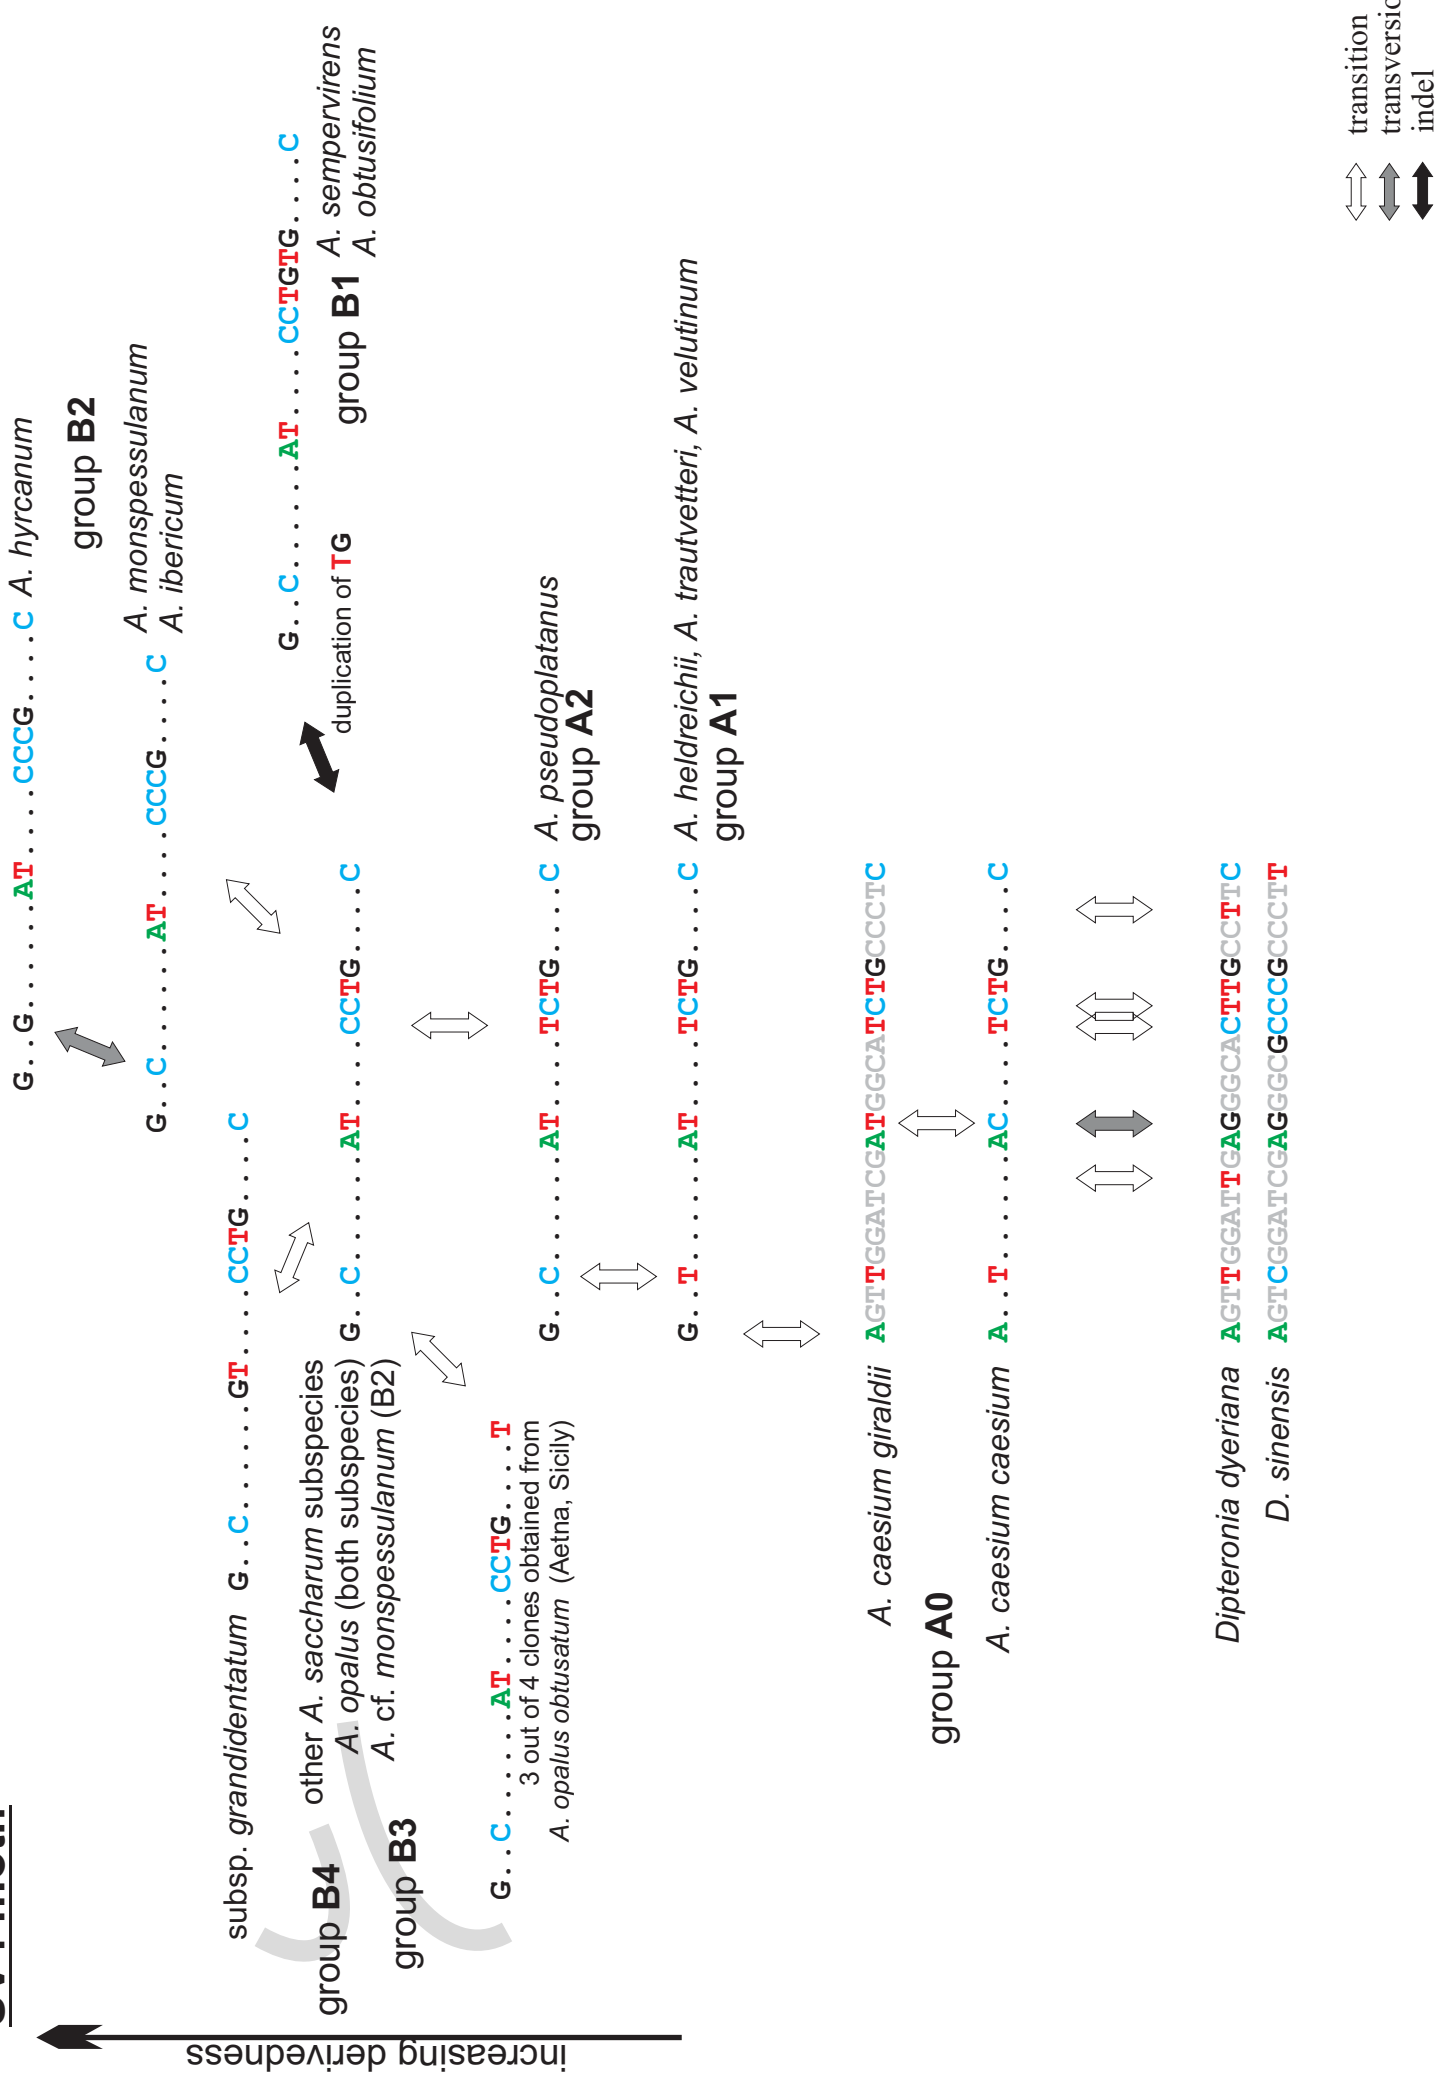 A. hyrcanum G..G......AT....CCCG....C
group B2
G..C......AT....CCCG....C A. monspessulanum
A. ibericum
subsp. grandidentatum G..C......GT....CCTG....C
G..C......AT....CCTGTG....C
duplication of TG
group B1
A. sempervirens
A. obtusifolium
other A. saccharum subspecies
A. opalus (both subspecies) G..C......AT....CCTG....C
A. cf. monspessulanum (B2)
group B4
group B3
G..C......AT....CCTG....T
3 out of 4 clones obtained from
A. opalus obtusatum (Aetna, Sicily)
G..C......AT....TCTG....C A. pseudoplatanus
group A2
G..T......AT....TCTG....C A. heldreichii, A. trautvetteri, A. velutinum
group A1
A. caesium giraldii AGTTGGATCGATGGCATCTGCCCTC
group A0
A. caesium caesium A..T......AC....TCTG....C
Dipteronia dyeriana AGTTGGATTGAGGGCACTTGCCTTC
D. sinensis AGTCGGATCGAGGGCGCCCGCCCTT
increasing derivedness
transition
transversio
indel